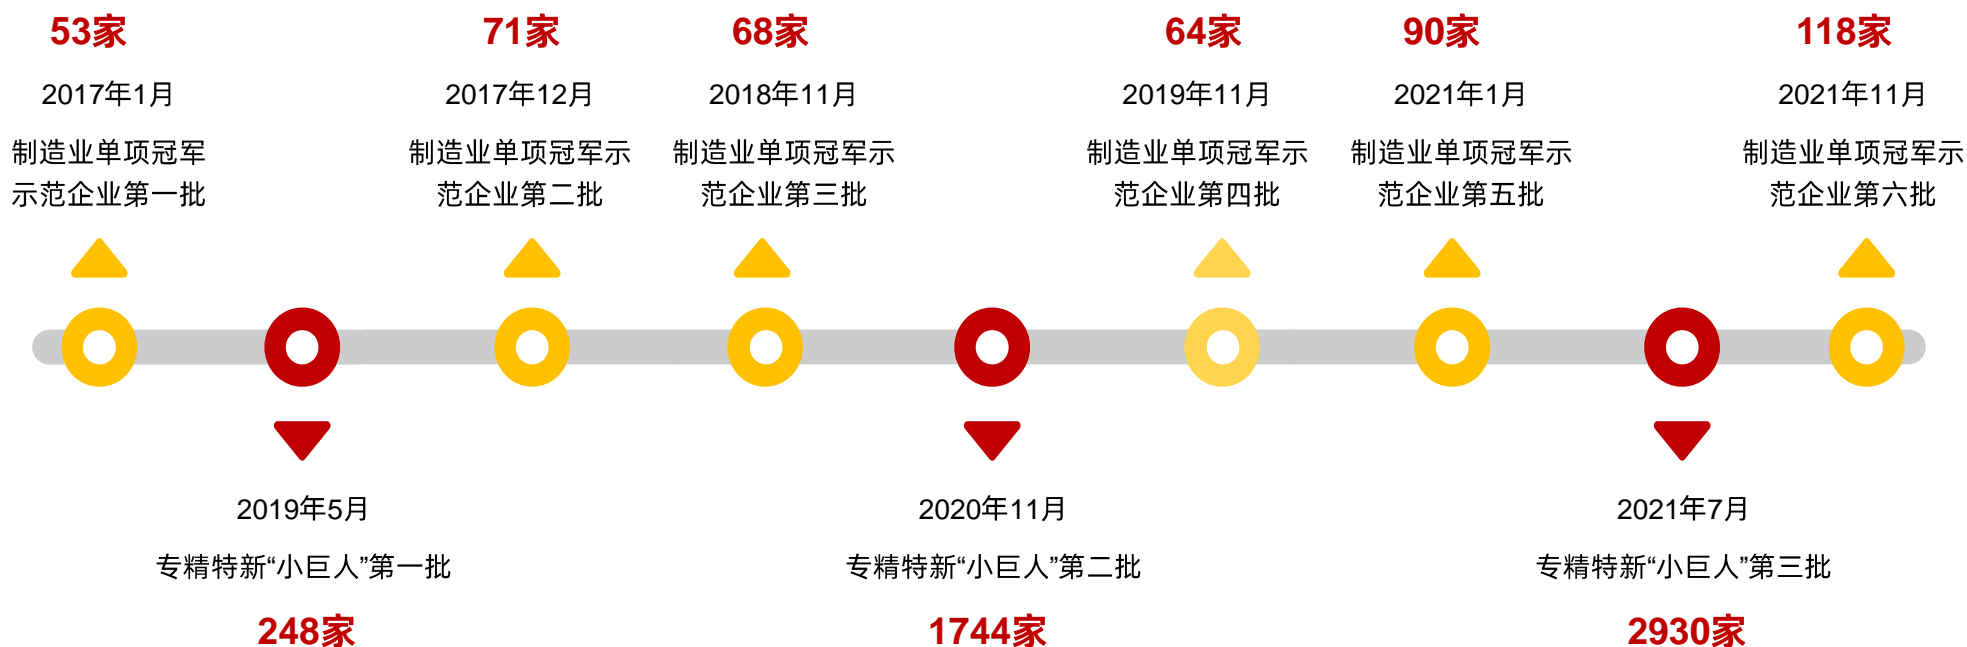 53家
2017年1月
制造业单项冠军
示范企业第一批
71家
2017年12月
制造业单项冠军示
范企业第二批
68家
2018年11月
制造业单项冠军示
范企业第三批
64家
2019年11月
制造业单项冠军示
范企业第四批
90家
2021年1月
制造业单项冠军示
范企业第五批
118家
2021年11月
制造业单项冠军示
范企业第六批
2019年5月
专精特新“小巨人”第一批
248家
2020年11月
专精特新“小巨人”第二批
1744家
2021年7月
专精特新“小巨人”第三批
2930家